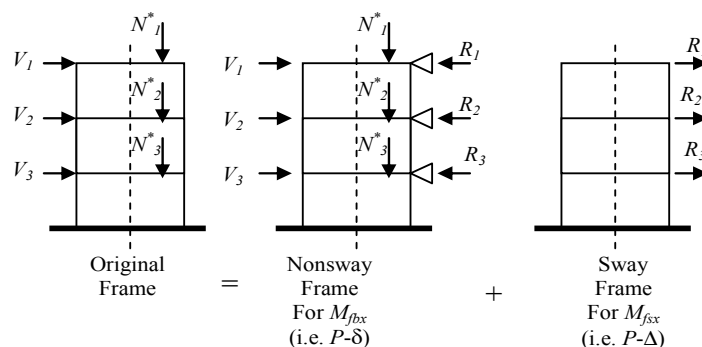 N*1
V1
N*2
V2
N*3
V3
Original
Frame
=
N*1
V1
R1
N*2
V2
R2
N*3
V3
R3
Nonsway
Frame
For Mfbx
(i.e. P-δ)
+
R
R2
R3
Sway
Frame
For Mfsx
(i.e. P-Δ)